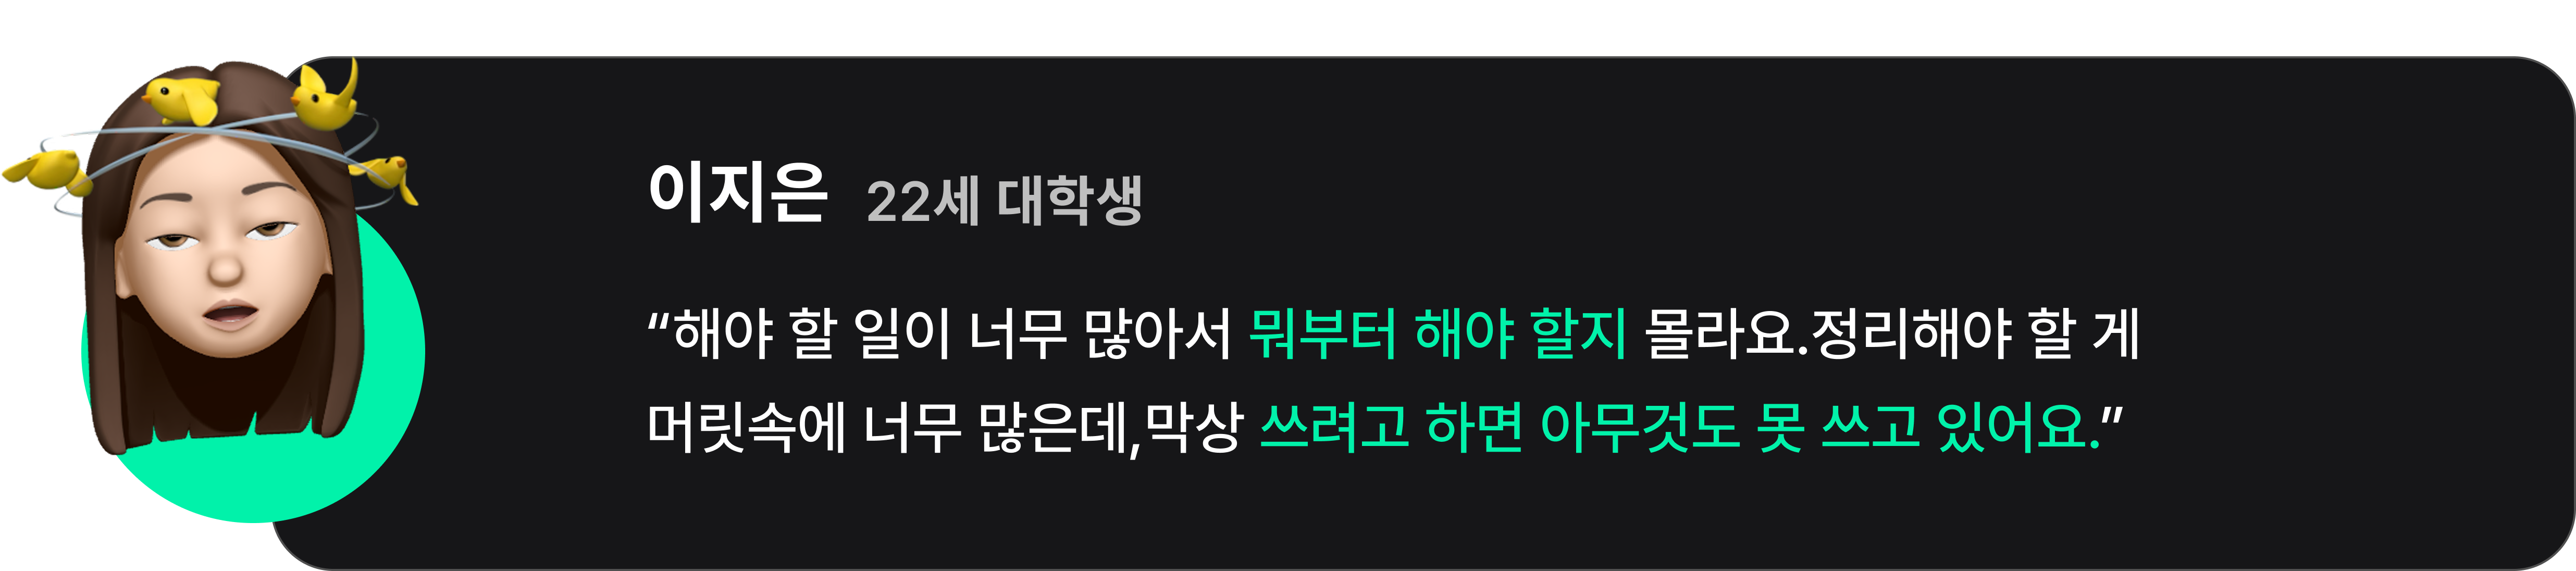 이지은 22세 대학생
“해야 할 일이 너무 많아서 뭐부터 해야 할지 몰라요.정리해야 할 게
머릿속에 너무 많은데,막상 쓰려고 하면 아무것도 못 쓰고 있어요.”